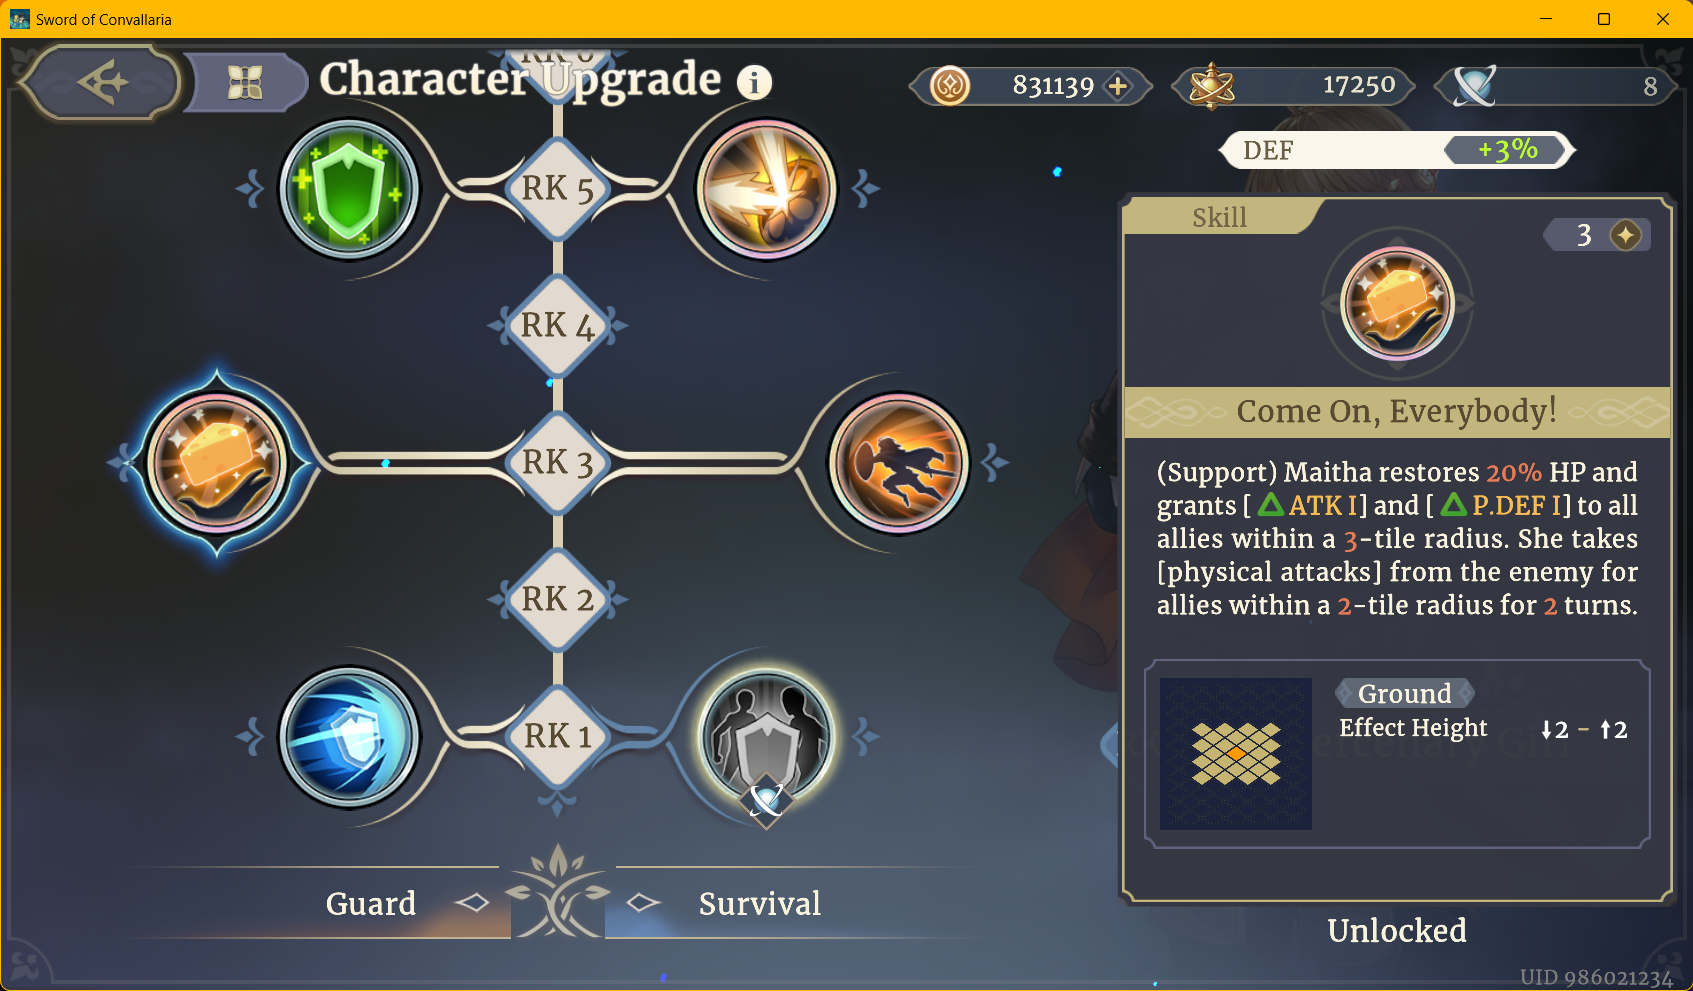 Sword of Convallaria
Character Upgrade i
831139
17250
8
RK 6
DEF +3%
RK 5
Skill
3
RK 4
Come On, Everybody!
RK 3
(Support) Maitha restores 20% HP and
grants [ ATK I] and [ P.DEF I] to all
allies within a 3-tile radius. She takes
[physical attacks] from the enemy for
allies within a 2-tile radius for 2 turns.
RK 2
Ground
Effect Height ↓2 - ↑2
RK 1
Guard
Survival
Unlocked
UID 986021234